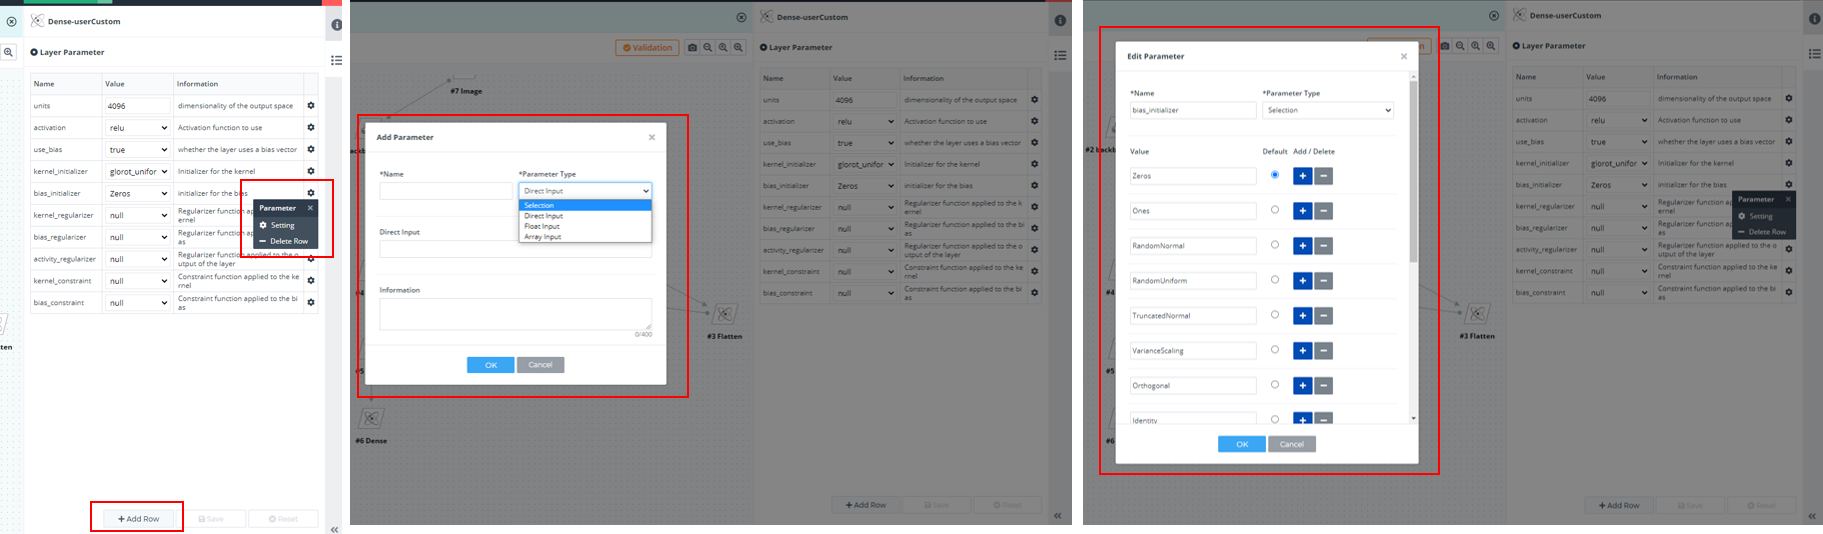 Dense-userCustom
Layer Parameter
Name Value Information
units 4096 dimensionality of the output space
activation relu Activation function to use
use_bias true whether the layer uses a bias vector
kernel_initializer glorot_unifor Initializer for the kernel
bias_initializer Zeros initializer for the bias
kernel_regularizer null Regularizer function appl
ernel
bias_regularizer null Regularizer function app
as
activity_regularizer null Regularizer function applied to the o
utput of the layer
kernel_constraint null Constraint function applied to the ke
rnel
bias_constraint null Constraint function applied to the bi
as
Parameter
Setting
Delete Row
ten
+ Add Row Save Reset
Validation
#7 Image
Add Parameter
*Name *Parameter Type
Direct Input
Selection
Direct Input
Float Input
Array Input
Direct Input
Information
0/400
OK Cancel
#4
#5
#3 Flatten
#6 Dense
Dense-userCustom
Layer Parameter
Name Value Information
units 4096 dimensionality of the output space
activation relu Activation function to use
use_bias true whether the layer uses a bias vector
kernel_initializer glorot_unifor Initializer for the kernel
bias_initializer Zeros initializer for the bias
kernel_regularizer null Regularizer function applied to the k
ernel
bias_regularizer null Regularizer function applied to the bi
as
activity_regularizer null Regularizer function applied to the o
utput of the layer
kernel_constraint null Constraint function applied to the ke
rnel
bias_constraint null Constraint function applied to the bi
as
+ Add Row Save Reset
Edit Parameter
*Name *Parameter Type
bias_initializer Selection
Value Default Add / Delete
Zeros
Ones
RandomNormal
RandomUniform
TruncatedNormal
VarianceScaling
Orthogonal
Identity
OK Cancel
#2 backb
#4
#5
#6
#3 Flatten
Dense-userCustom
Layer Parameter
Name Value Information
units 4096 dimensionality of the output space
activation relu Activation function to use
use_bias true whether the layer uses a bias vector
kernel_initializer glorot_unifor Initializer for the kernel
bias_initializer Zeros initializer for the bias
kernel_regularizer null Regularizer function appl
ernel
bias_regularizer null Regularizer function app
as
activity_regularizer null Regularizer function applied to the o
utput of the layer
kernel_constraint null Constraint function applied to the ke
rnel
bias_constraint null Constraint function applied to the bi
as
Parameter
Setting
Delete Row
+ Add Row Save Reset